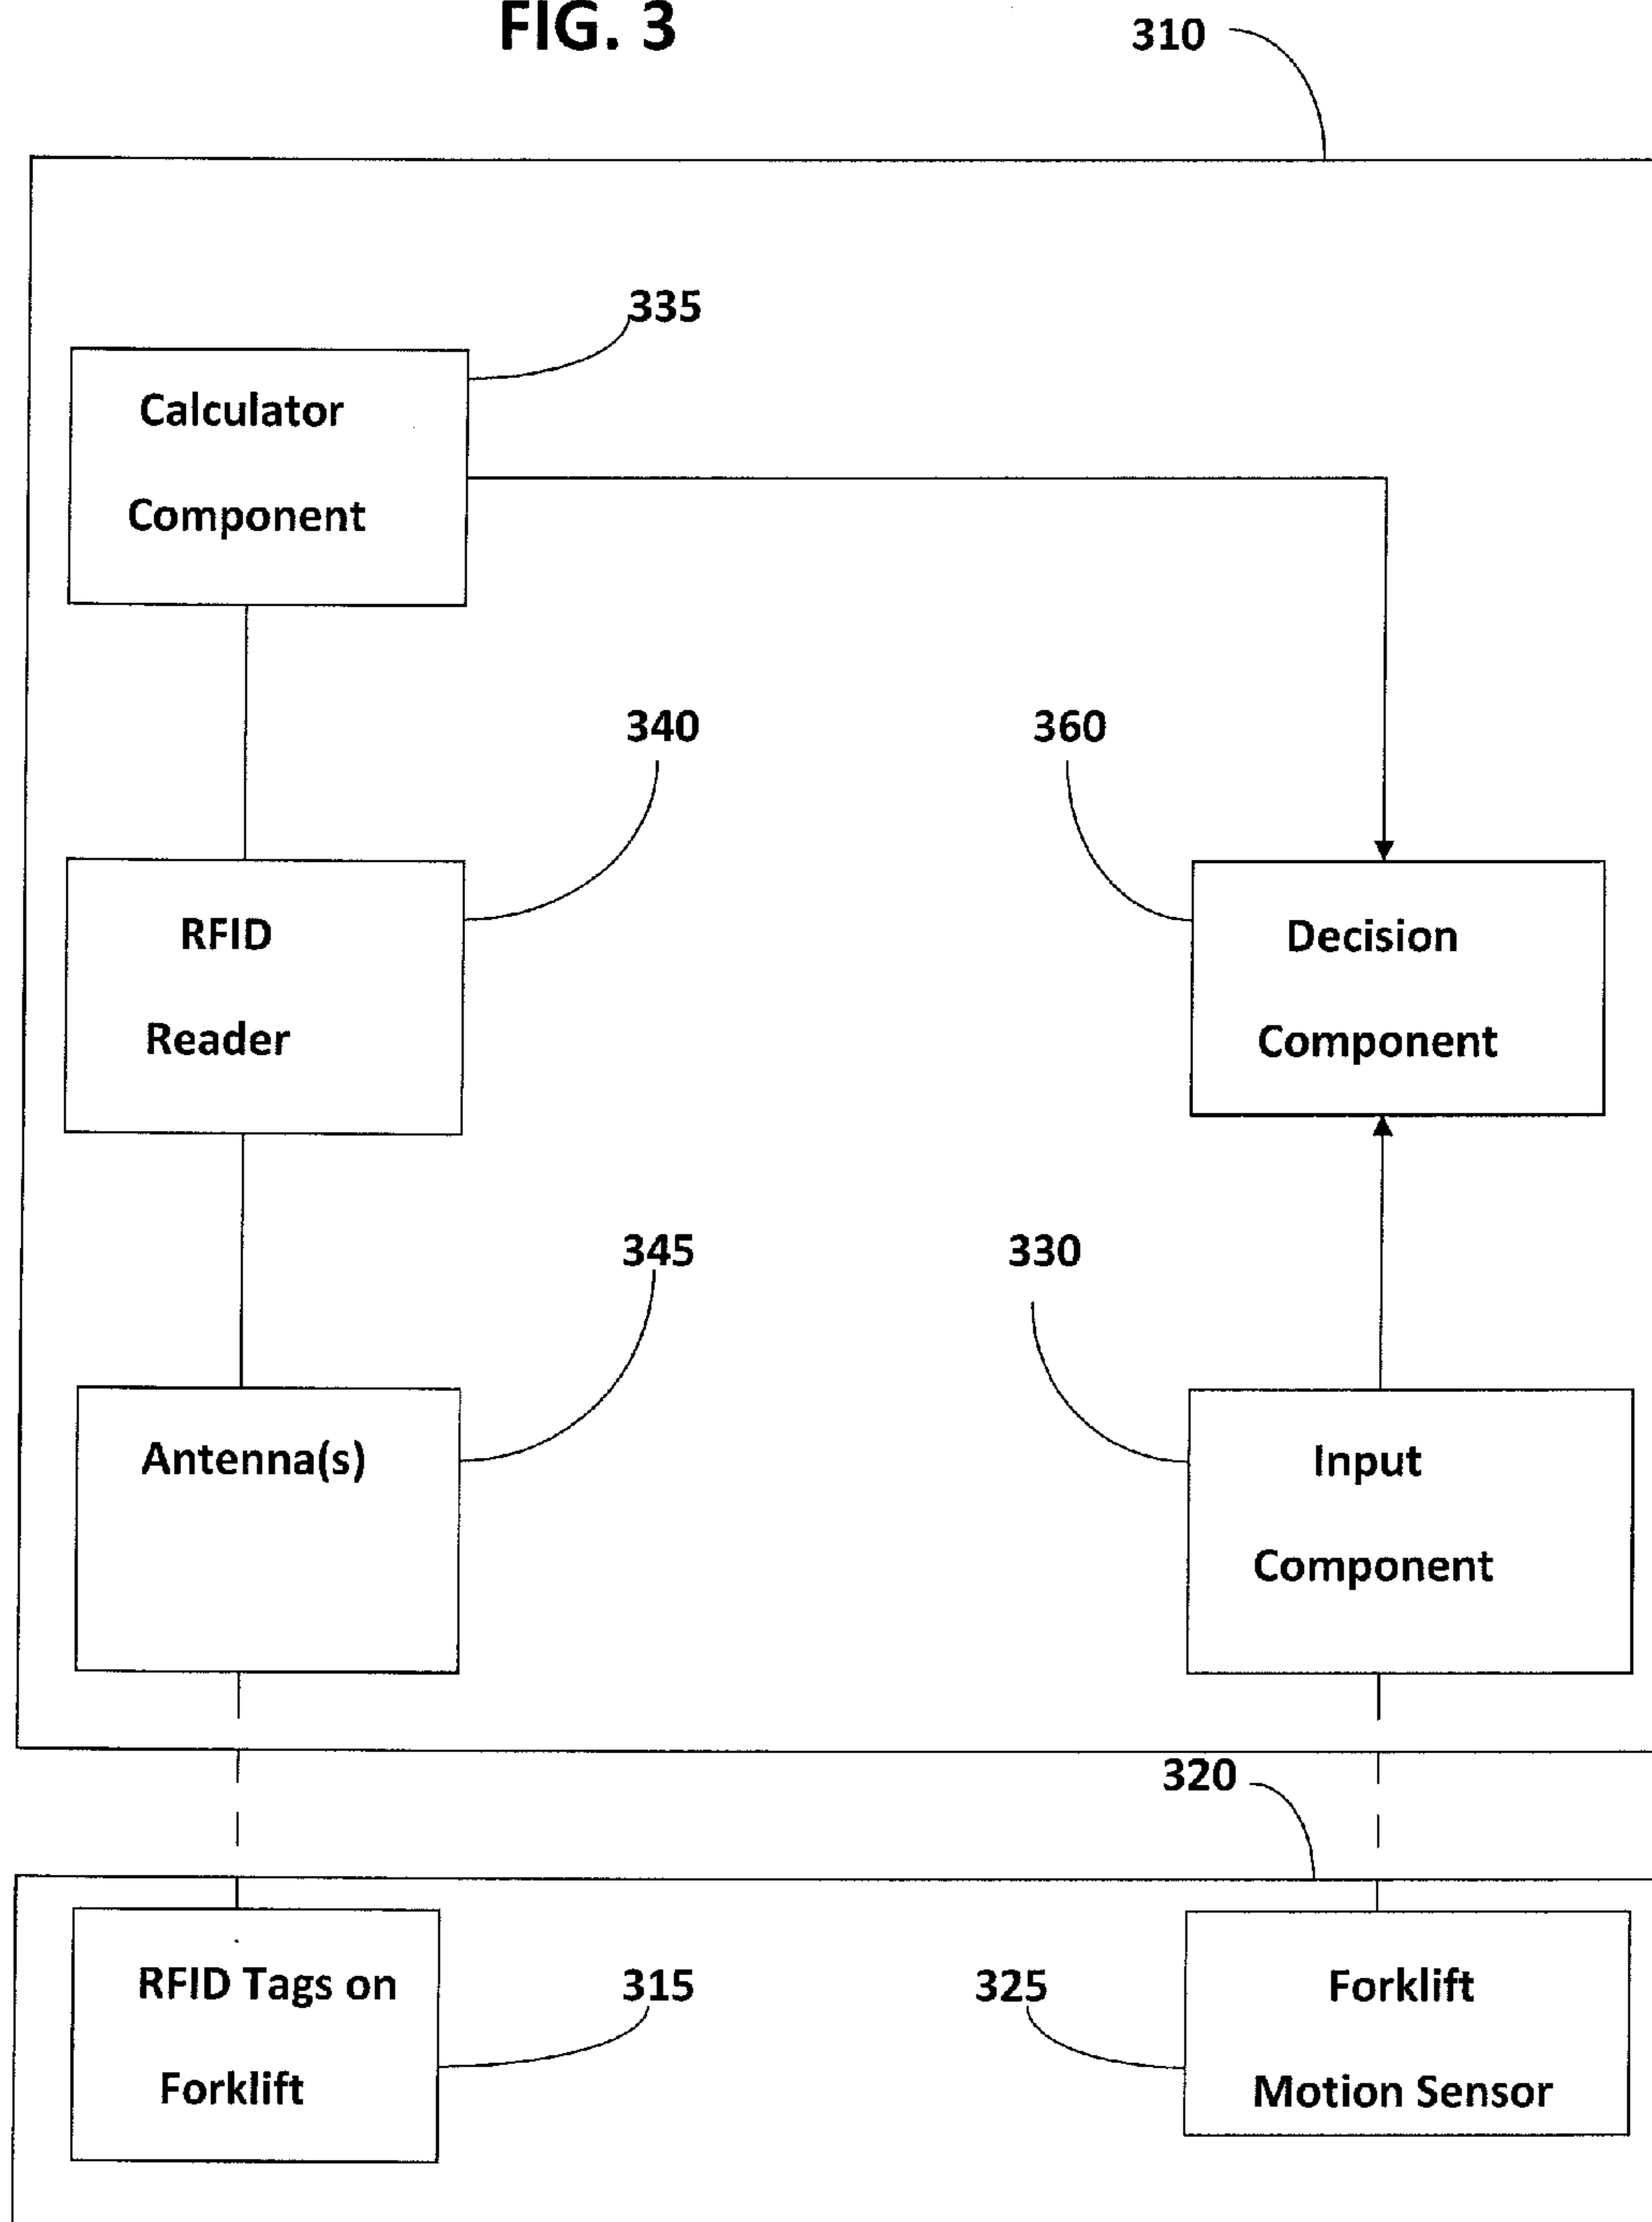 FIG. 3
310
335
Calculator
Component
340
360
RFID
Reader
Decision
Component
345
330
Antenna(s)
Input
Component
320
RFID Tags on
Forklift
315
325
Forklift
Motion Sensor